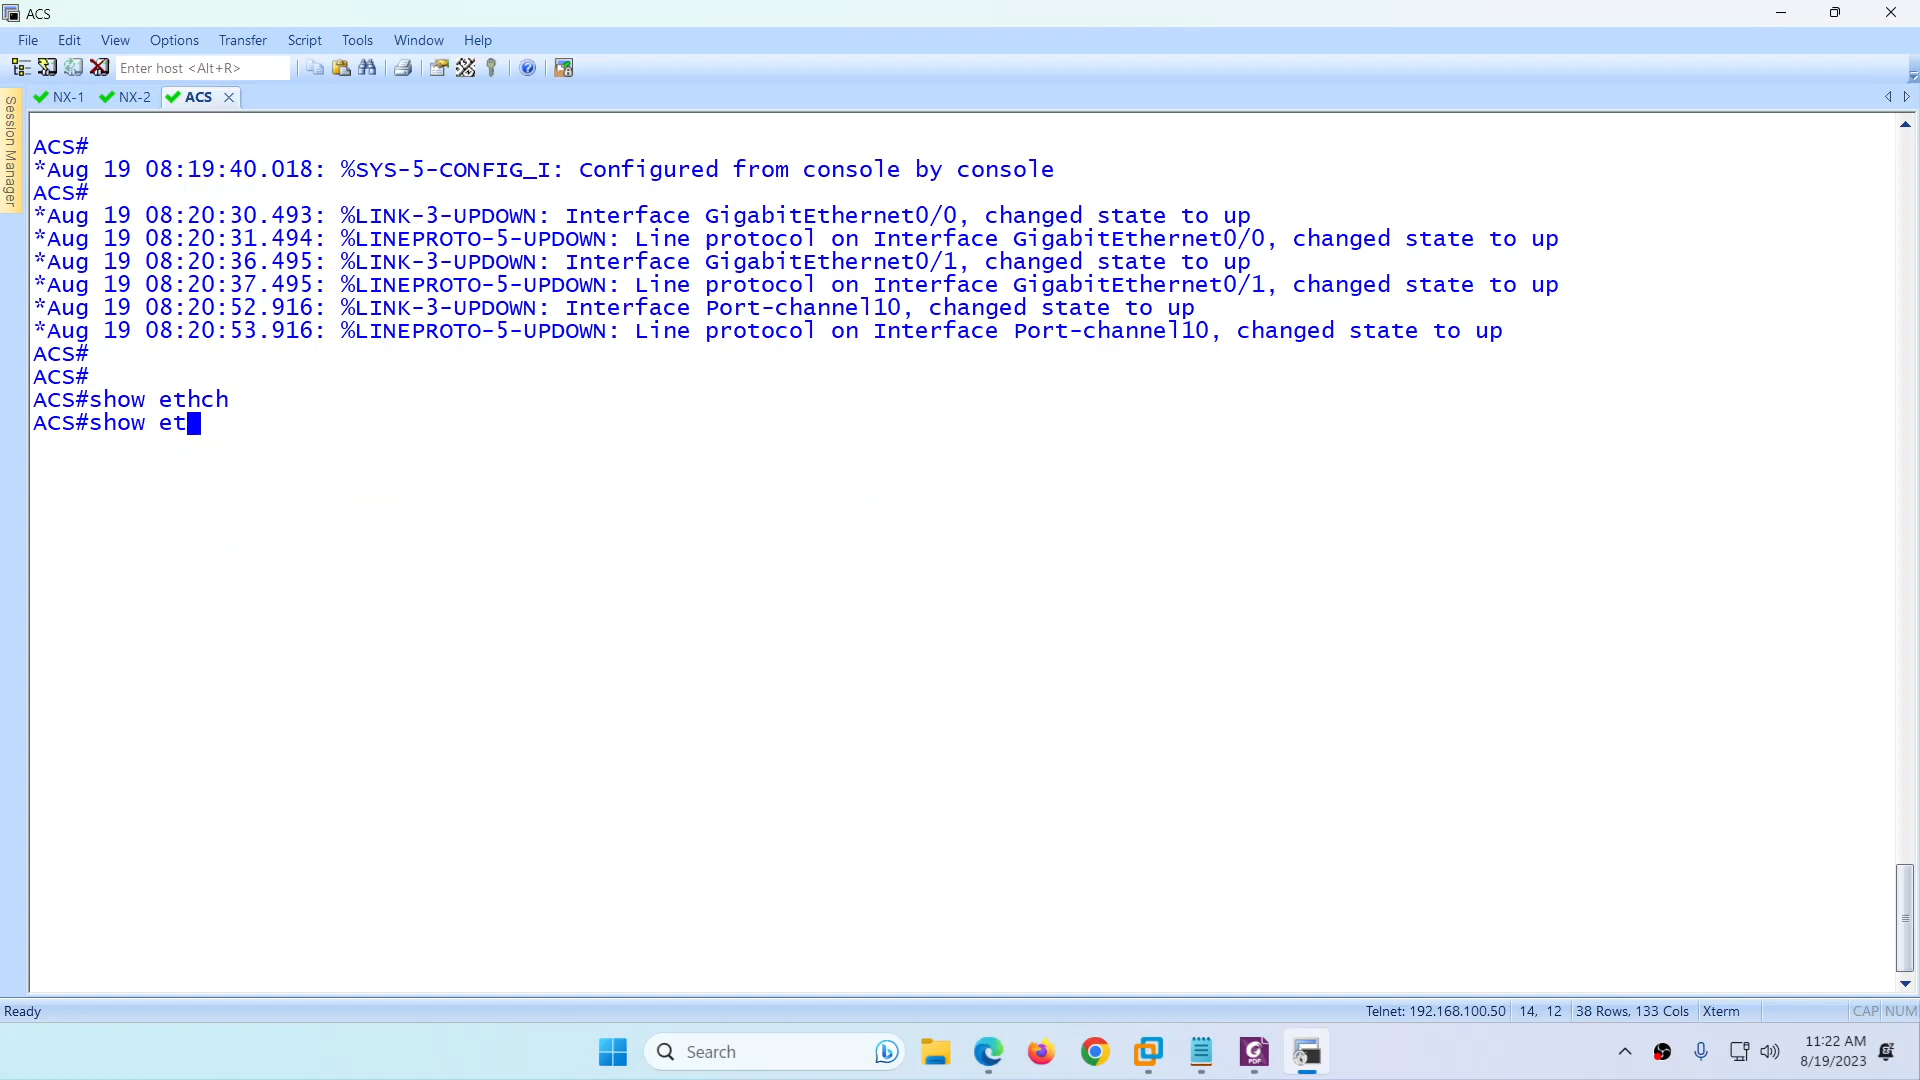 ACS
File Edit View Options Transfer Script Tools Window Help
Enter host <Alt+R>
NX-1 NX-2 ACS
Session Manager
ACS#
*Aug 19 08:19:40.018: %SYS-5-CONFIG_I: Configured from console by console
ACS#
*Aug 19 08:20:30.493: %LINK-3-UPDOWN: Interface GigabitEthernet0/0, changed state to up
*Aug 19 08:20:31.494: %LINEPROTO-5-UPDOWN: Line protocol on Interface GigabitEthernet0/0, changed state to up
*Aug 19 08:20:36.495: %LINK-3-UPDOWN: Interface GigabitEthernet0/1, changed state to up
*Aug 19 08:20:37.495: %LINEPROTO-5-UPDOWN: Line protocol on Interface GigabitEthernet0/1, changed state to up
*Aug 19 08:20:52.916: %LINK-3-UPDOWN: Interface Port-channel10, changed state to up
*Aug 19 08:20:53.916: %LINEPROTO-5-UPDOWN: Line protocol on Interface Port-channel10, changed state to up
ACS#
ACS#
ACS#show ethch
ACS#show et
Ready Telnet: 192.168.100.50 14, 12 38 Rows, 133 Cols Xterm CAP NUM
Search
11:22 AM
8/19/2023